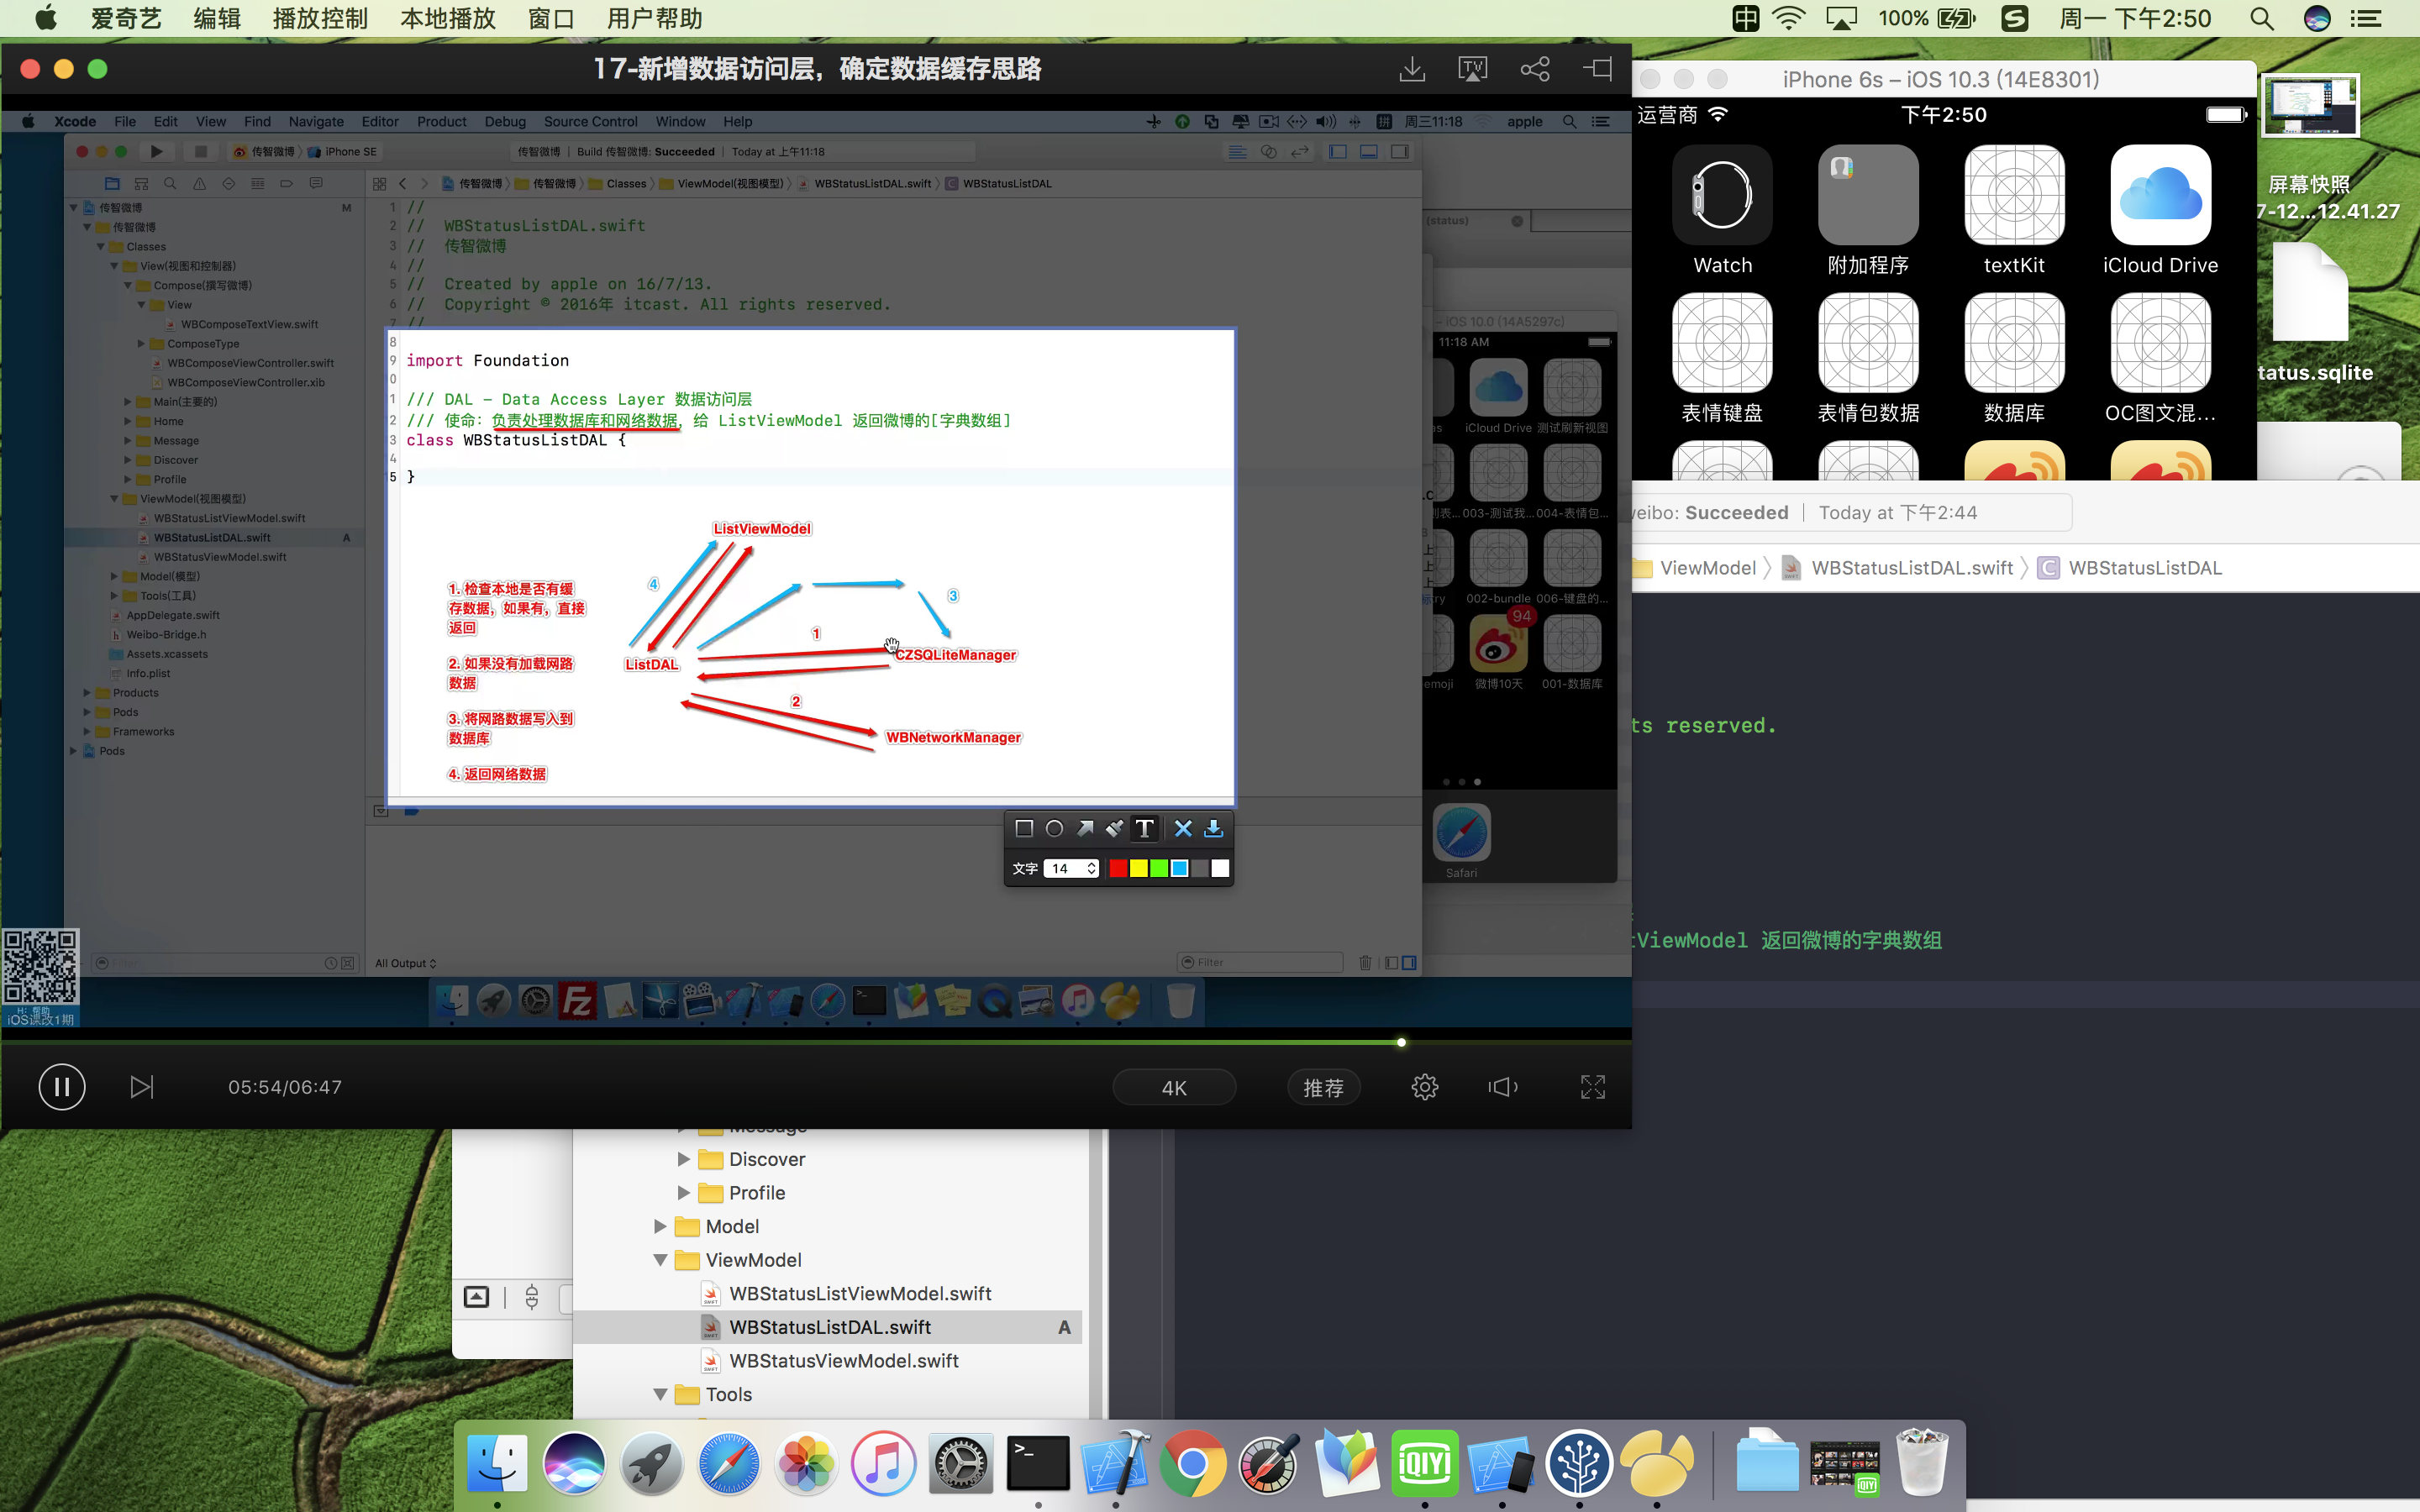 爱奇艺 编辑 播放控制 本地播放 窗口 用户帮助
中 100% 周一 下午2:50
17-新增数据访问层，确定数据缓存思路
Xcode File Edit View Find Navigate Editor Product Debug Source Control Window Help
拼 周三11:18 apple
传智微博 iPhone SE
传智微博 | Build 传智微博: Succeeded | Today at 上午11:18
传智微博 传智微博 Classes ViewModel(视图模型) WBStatusListDAL.swift WBStatusListDAL
传智微博 M
传智微博
Classes
View(视图和控制器)
Compose(撰写微博)
View
WBComposeTextView.swift
ComposeType
WBComposeViewController.swift
WBComposeViewController.xib
Main(主要的)
Home
Message
Discover
Profile
ViewModel(视图模型)
WBStatusListViewModel.swift
WBStatusListDAL.swift A
WBStatusViewModel.swift
Model(模型)
Tools(工具)
AppDelegate.swift
Weibo-Bridge.h
Assets.xcassets
Info.plist
Products
Pods
Frameworks
Pods
1 //
2 // WBStatusListDAL.swift
3 // 传智微博
4 //
5 // Created by apple on 16/7/13.
6 // Copyright © 2016年 itcast. All rights reserved.
7 //
8
9 import Foundation
0
1 /// DAL - Data Access Layer 数据访问层
2 /// 使命：负责处理数据库和网络数据，给 ListViewModel 返回微博的[字典数组]
3 class WBStatusListDAL {
4
5 }
ListViewModel
4
3
1
ListDAL
CZSQLiteManager
2
WBNetworkManager
1. 检查本地是否有缓
存数据，如果有，直接
返回
2. 如果没有加载网路
数据
3. 将网路数据写入到
数据库
4. 返回网络数据
T
文字 14
All Output
Filter
(status)
- iOS 10.0 (14A5297c)
11:18 AM
iCloud Drive 测试刷新视图
003-测试我... 004-表情包...
002-bundle 006-键盘的...
94
emoji 微博10天 001-数据库
Safari
H: 帮助
iOS课改1期
05:54/06:47
4K 推荐
iPhone 6s – iOS 10.3 (14E8301)
运营商 下午2:50
Watch 附加程序 textKit iCloud Drive
表情键盘 表情包数据 数据库 OC图文混...
屏幕快照
7-12...12.41.27
tatus.sqlite
weibo: Succeeded | Today at 下午2:44
ViewModel WBStatusListDAL.swift WBStatusListDAL
ts reserved.
tViewModel 返回微博的字典数组
Message
Discover
Profile
Model
ViewModel
WBStatusListViewModel.swift
WBStatusListDAL.swift A
WBStatusViewModel.swift
Tools
QIYI